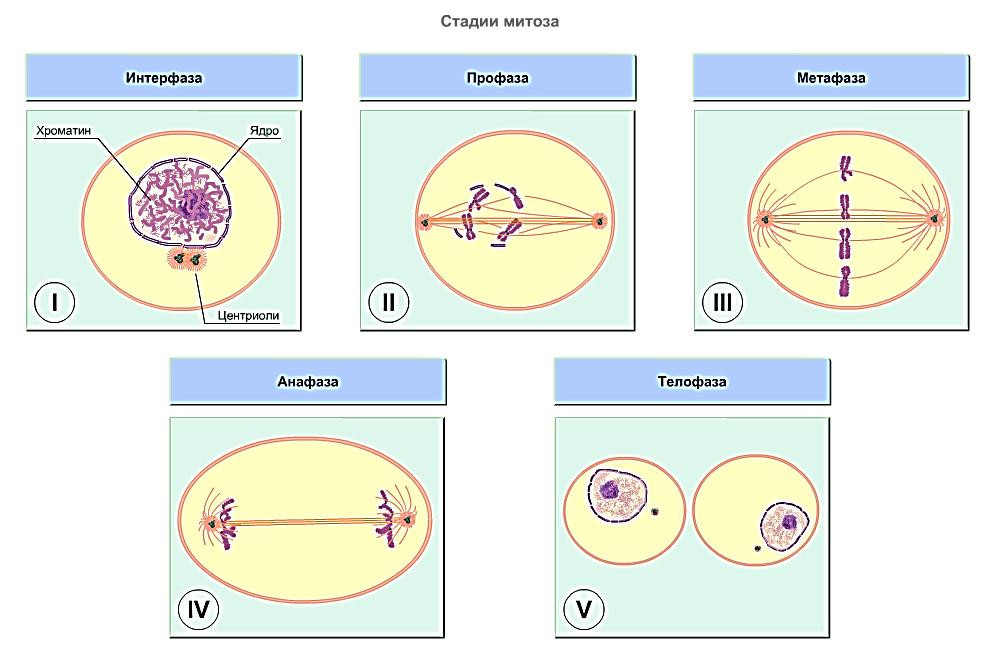 Стадии митоза
Интерфаза
Профаза
Метафаза
Хроматин
Ядро
Центриоли
I
II
III
Анафаза
Телофаза
IV
V